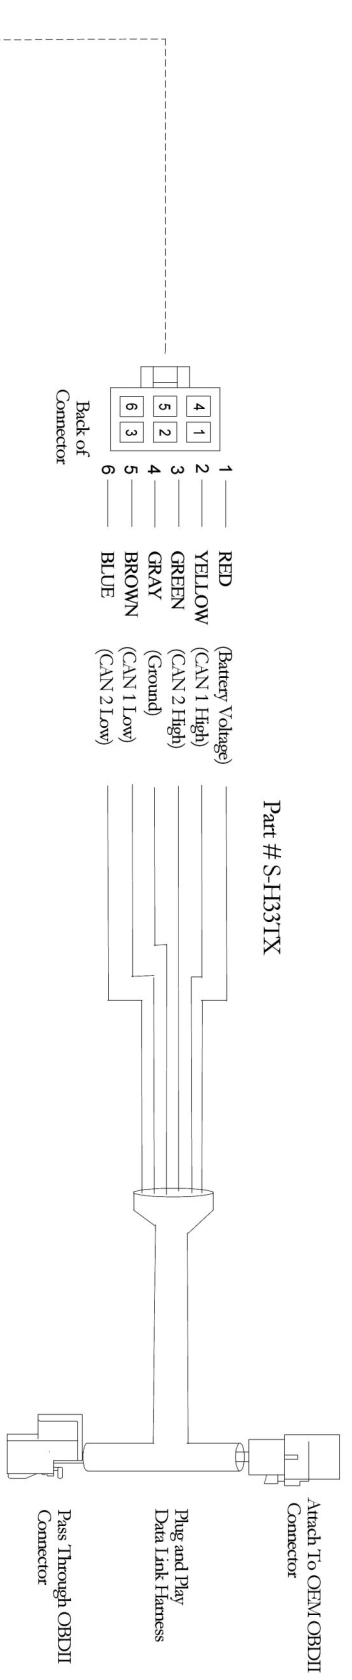 Part # S-H33TX
4 1
5 2
6 3
Back of
Connector
1 RED (Battery Voltage)
2 YELLOW (CAN 1 High)
3 GREEN (CAN 2 High)
4 GRAY (Ground)
5 BROWN (CAN 1 Low)
6 BLUE (CAN 2 Low)
Attach To OEM OBDII
Connector
Plug and Play
Data Link Harness
Pass Through OBDII
Connector